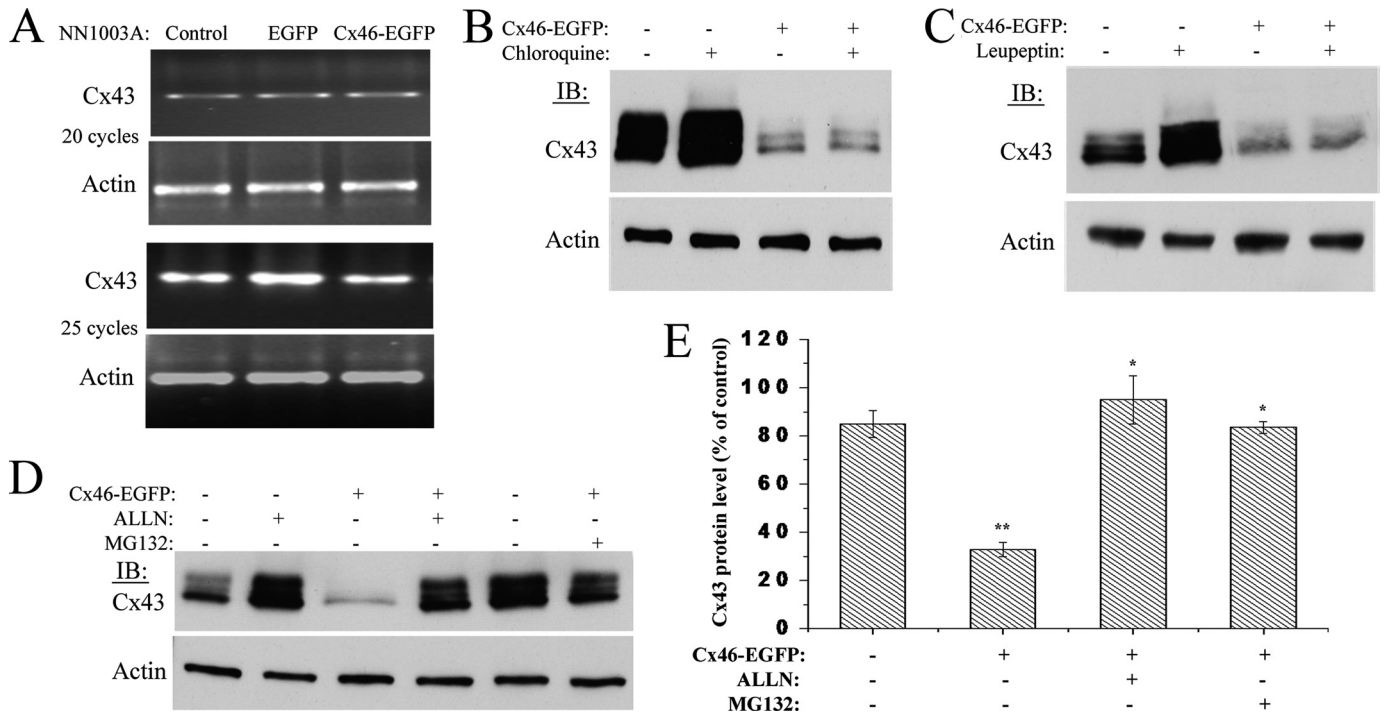 A
NN1003A: Control EGFP Cx46-EGFP
Cx43
20 cycles
Actin
Cx43
25 cycles
Actin
B
Cx46-EGFP: - - + +
Chloroquine: - + - +
IB:
Cx43
Actin
C
Cx46-EGFP: - - + +
Leupeptin: - + - +
IB:
Cx43
Actin
D
Cx46-EGFP: - - + + - +
ALLN: - + - + - -
MG132: - - - - - +
IB:
Cx43
Actin
E
Cx43 protein level (% of control)
120
100
80
60
40
20
0
**
*
*
Cx46-EGFP: - + + +
ALLN: - - + -
MG132: - - - +